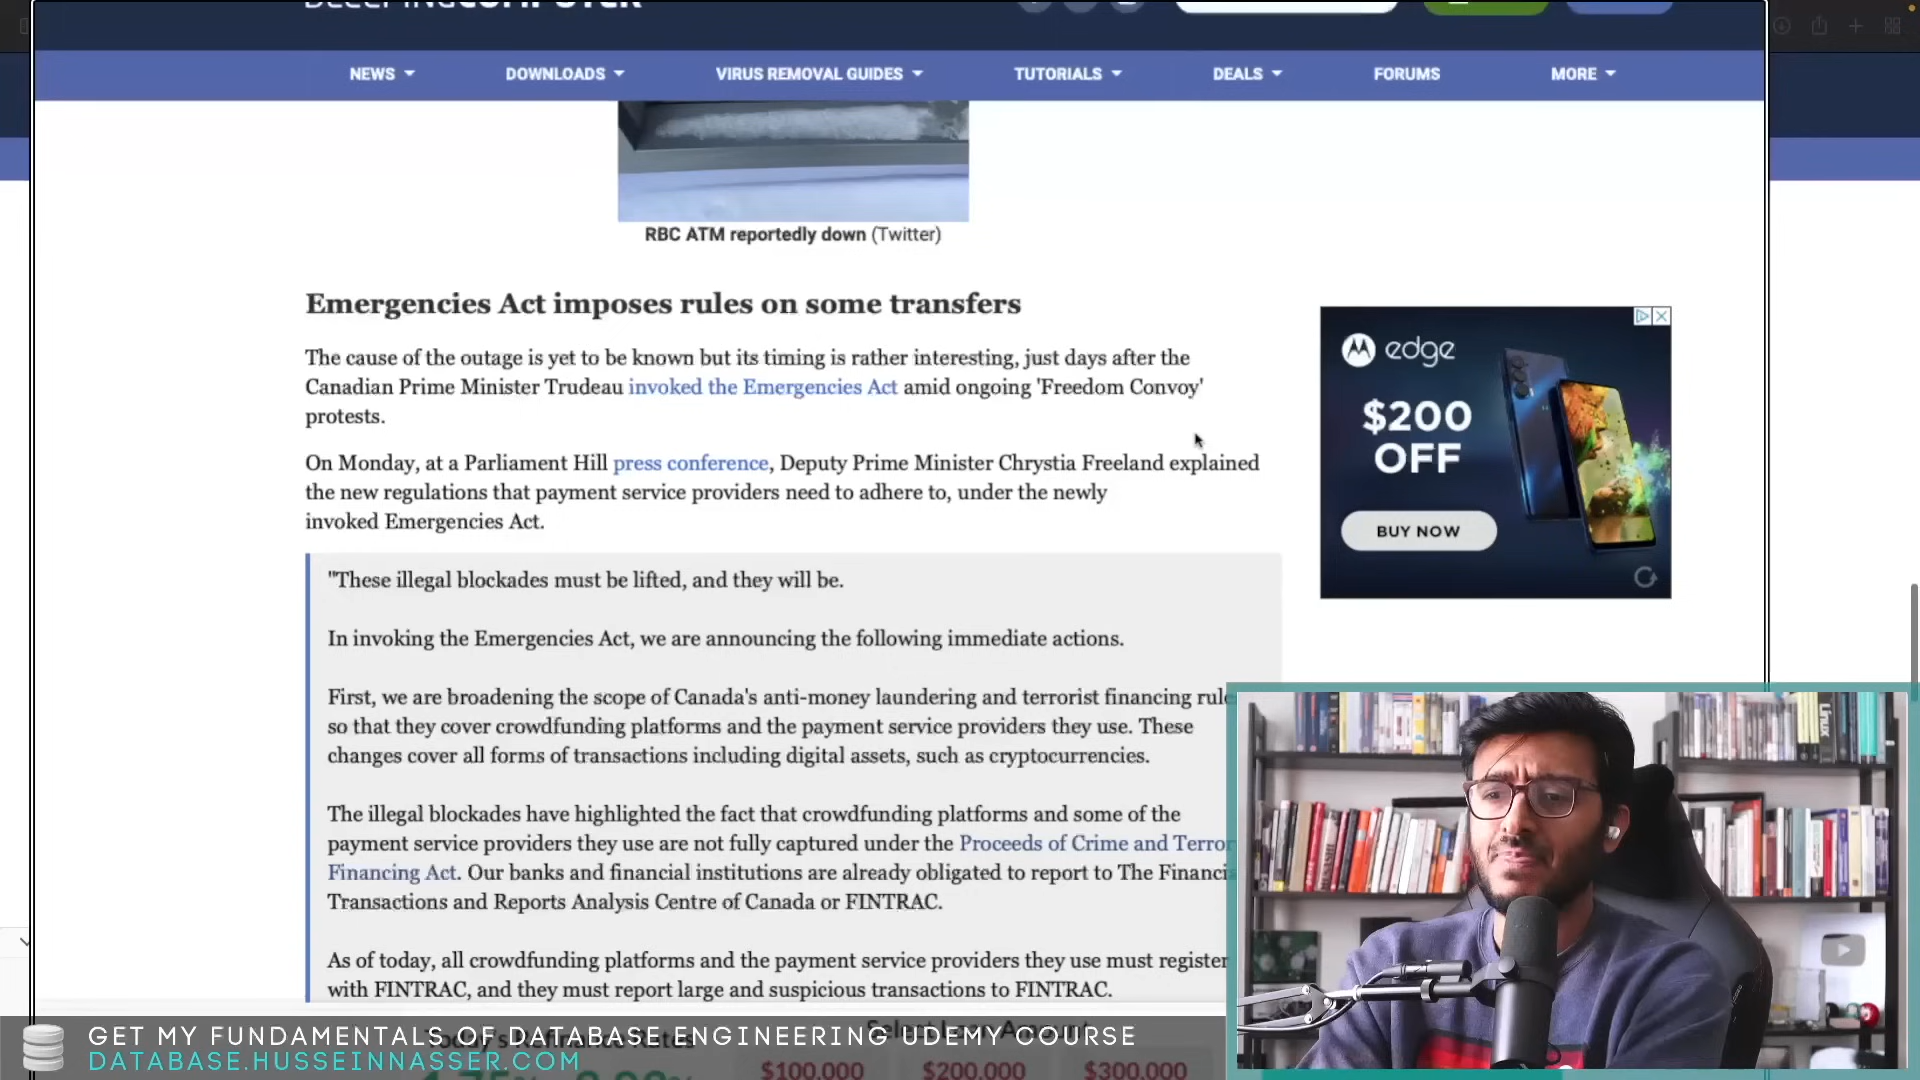 BLEEPINGCOMPUTER
NEWS
DOWNLOADS
VIRUS REMOVAL GUIDES
TUTORIALS
DEALS
FORUMS
MORE
RBC ATM reportedly down (Twitter)
Emergencies Act imposes rules on some transfers
The cause of the outage is yet to be known but its timing is rather interesting, just days after the
Canadian Prime Minister Trudeau invoked the Emergencies Act amid ongoing 'Freedom Convoy'
protests.
On Monday, at a Parliament Hill press conference, Deputy Prime Minister Chrystia Freeland explained
the new regulations that payment service providers need to adhere to, under the newly
invoked Emergencies Act.
"These illegal blockades must be lifted, and they will be.
In invoking the Emergencies Act, we are announcing the following immediate actions.
First, we are broadening the scope of Canada's anti-money laundering and terrorist financing
so that they cover crowdfunding platforms and the payment service providers they use. These
changes cover all forms of transactions including digital assets, such as cryptocurrencies.
The illegal blockades have highlighted the fact that crowdfunding platforms and some of the
payment service providers they use are not fully captured under the Proceeds of Crime and
Financing Act. Our banks and financial institutions are already obligated to report to The
Transactions and Reports Analysis Centre of Canada or FINTRAC.
As of today, all crowdfunding platforms and the payment service providers they use must register
with FINTRAC, and they must report large and suspicious transactions to FINTRAC.
edge
$200
OFF
BUY NOW
Linux
GET MY FUNDAMENTALS OF DATABASE ENGINEERING UDEMY COURSE
DATABASE.HUSSEINNASSER.COM
Today's Refinance Rates
Select Loan Amount
$100,000
$200,000
$300,000